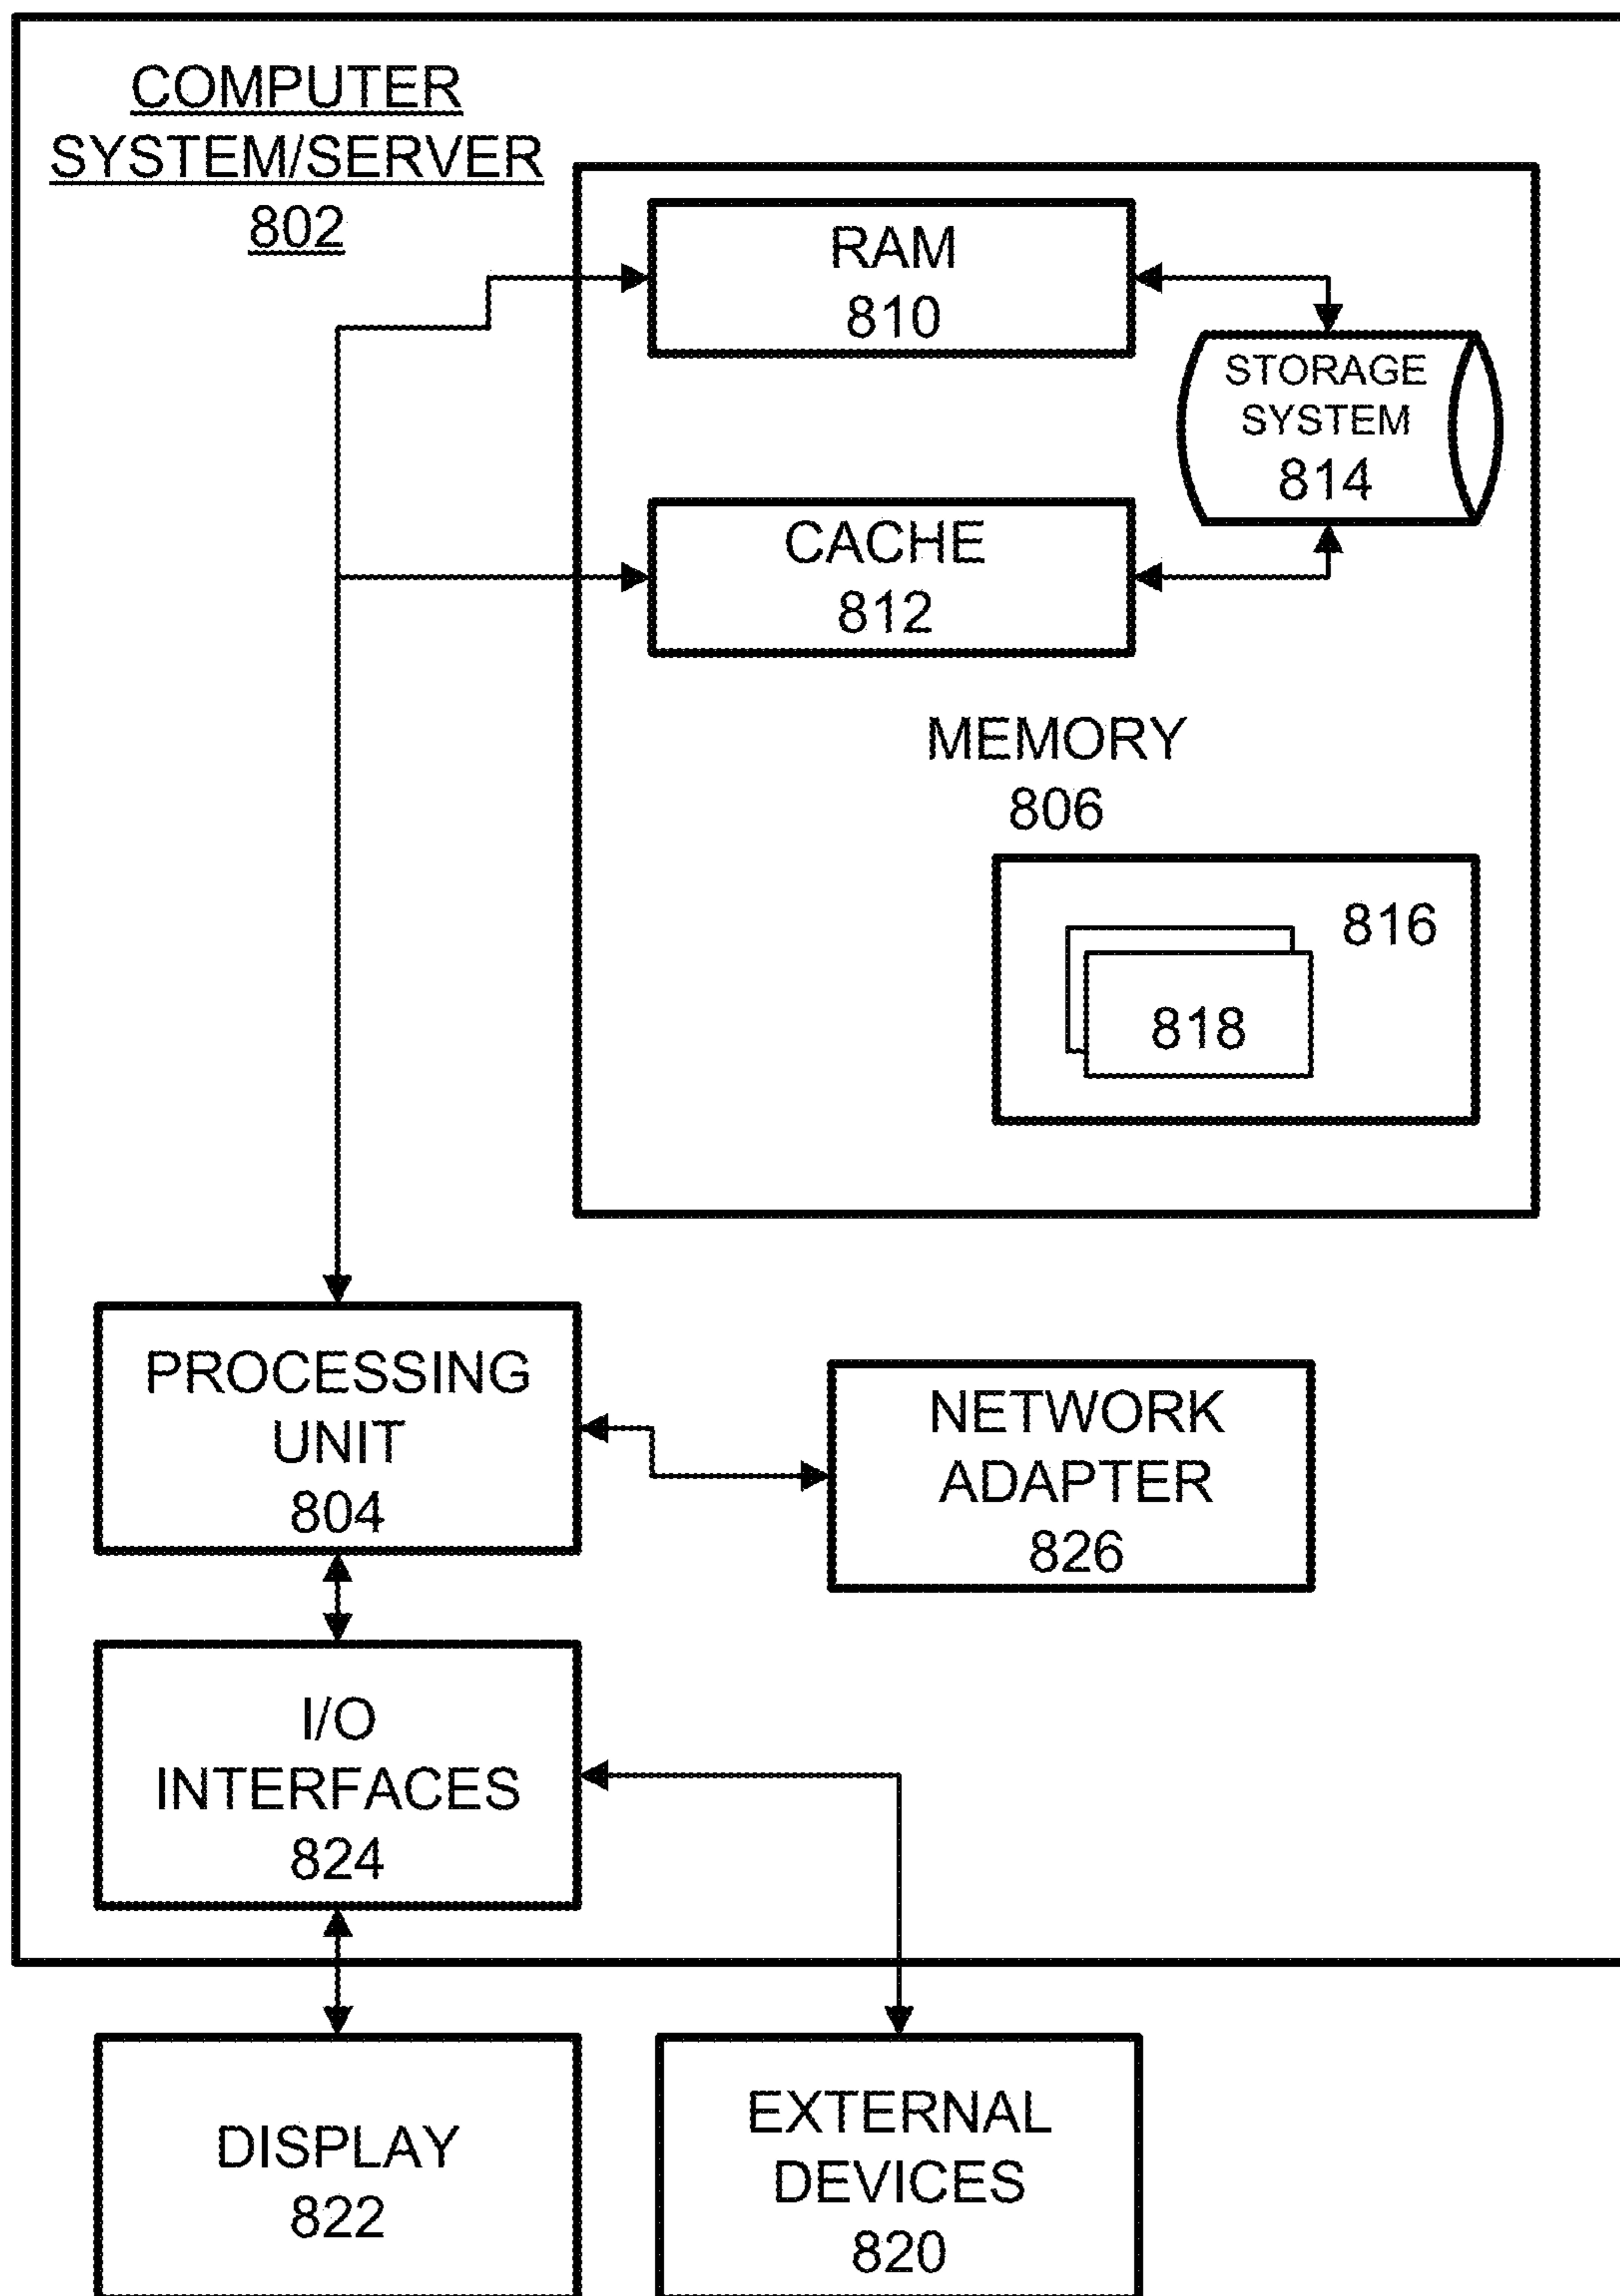 COMPUTER
SYSTEM/SERVER
802
RAM
810
STORAGE
SYSTEM
814
CACHE
812
MEMORY
806
816
818
PROCESSING
UNIT
804
NETWORK
ADAPTER
826
I/O
INTERFACES
824
DISPLAY
822
EXTERNAL
DEVICES
820